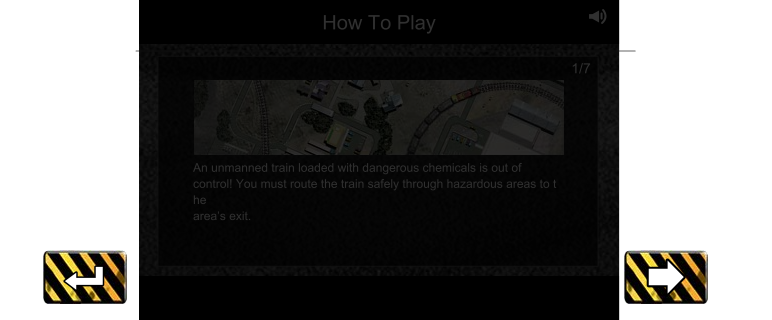 How To Play
1/7
An unmanned train loaded with dangerous chemicals is out of
control! You must route the train safely through hazardous areas to t
he
area's exit.